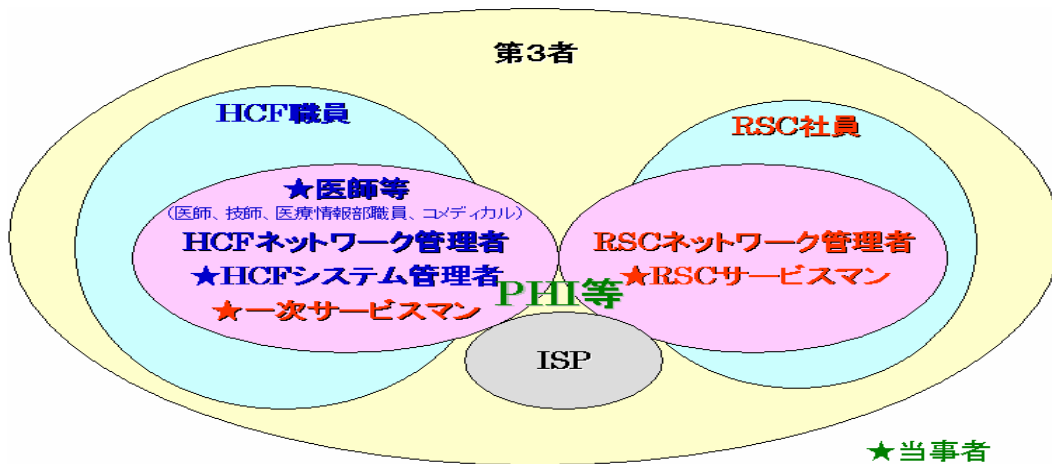 第3者
HCF職員
RSC社員
★医師等
(医師、技師、医療情報部職員、コメディカル)
HCFネットワーク管理者
RSCネットワーク管理者
★HCFシステム管理者
★RSCサービスマン
PHI等
★一次サービスマン
ISP
★当事者